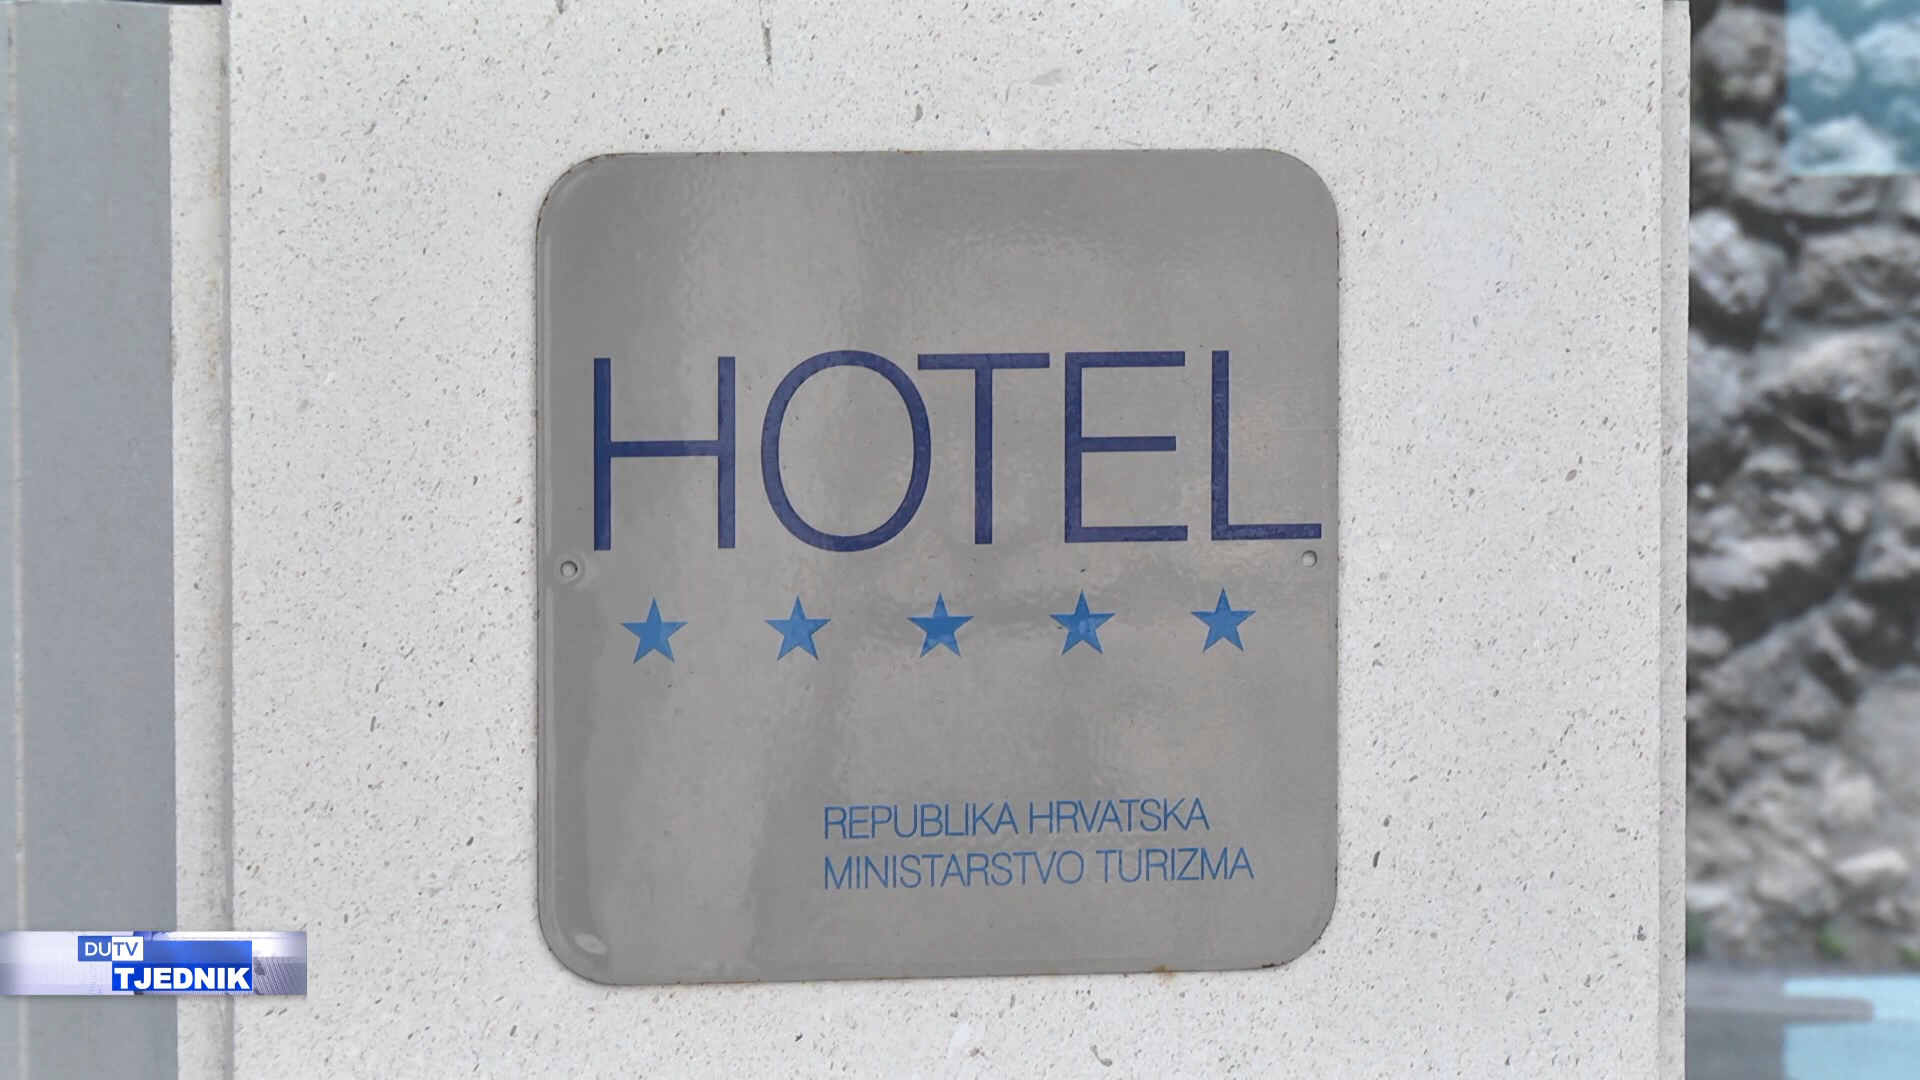 HOTEL
REPUBLIKA HRVATSKA
MINISTARSTVO TURIZMA
DUTV
TJEDNIK